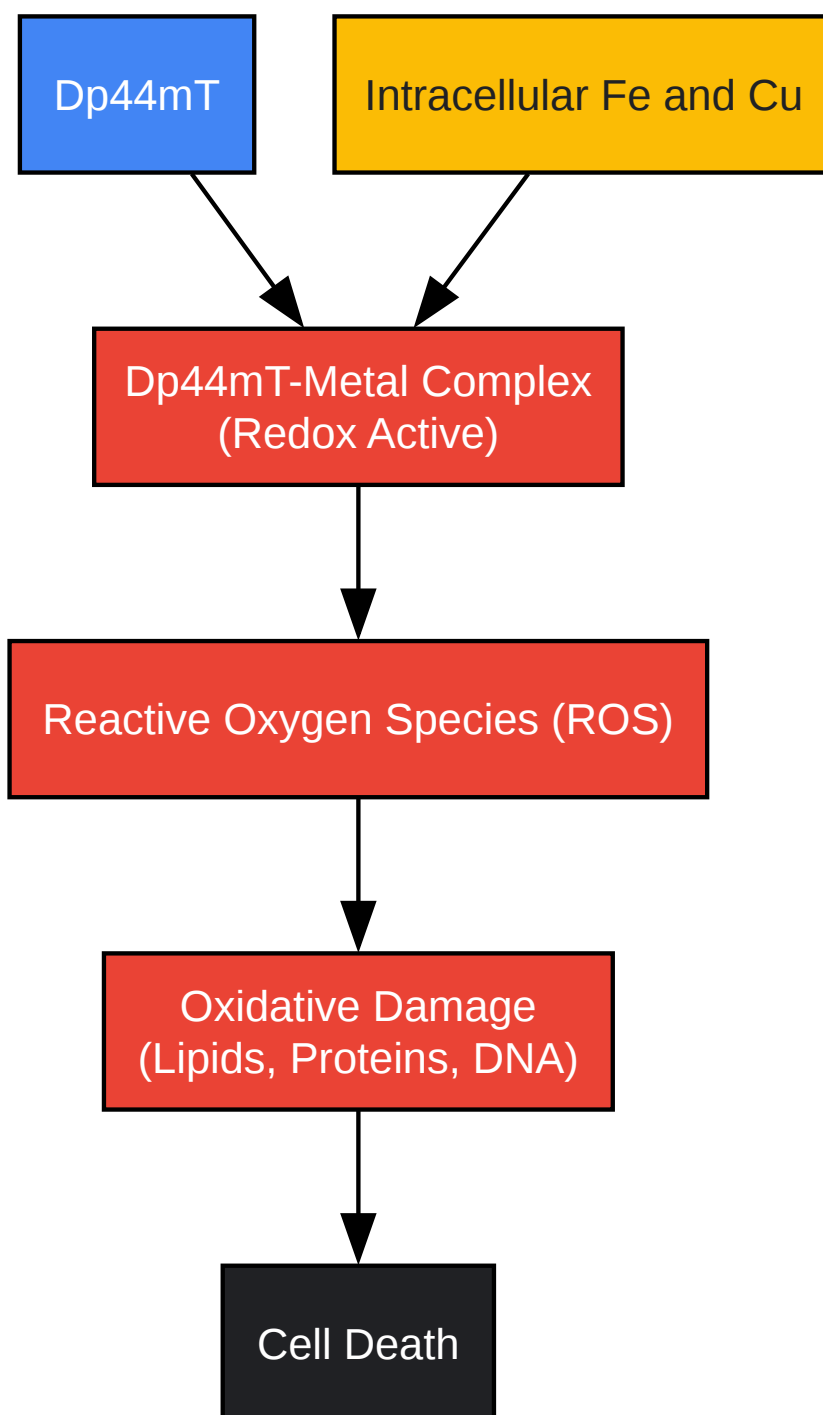 Dp44mT
Intracellular Fe and Cu
Dp44mT-Metal Complex
(Redox Active)
Reactive Oxygen Species (ROS)
Oxidative Damage
(Lipids, Proteins, DNA)
Cell Death